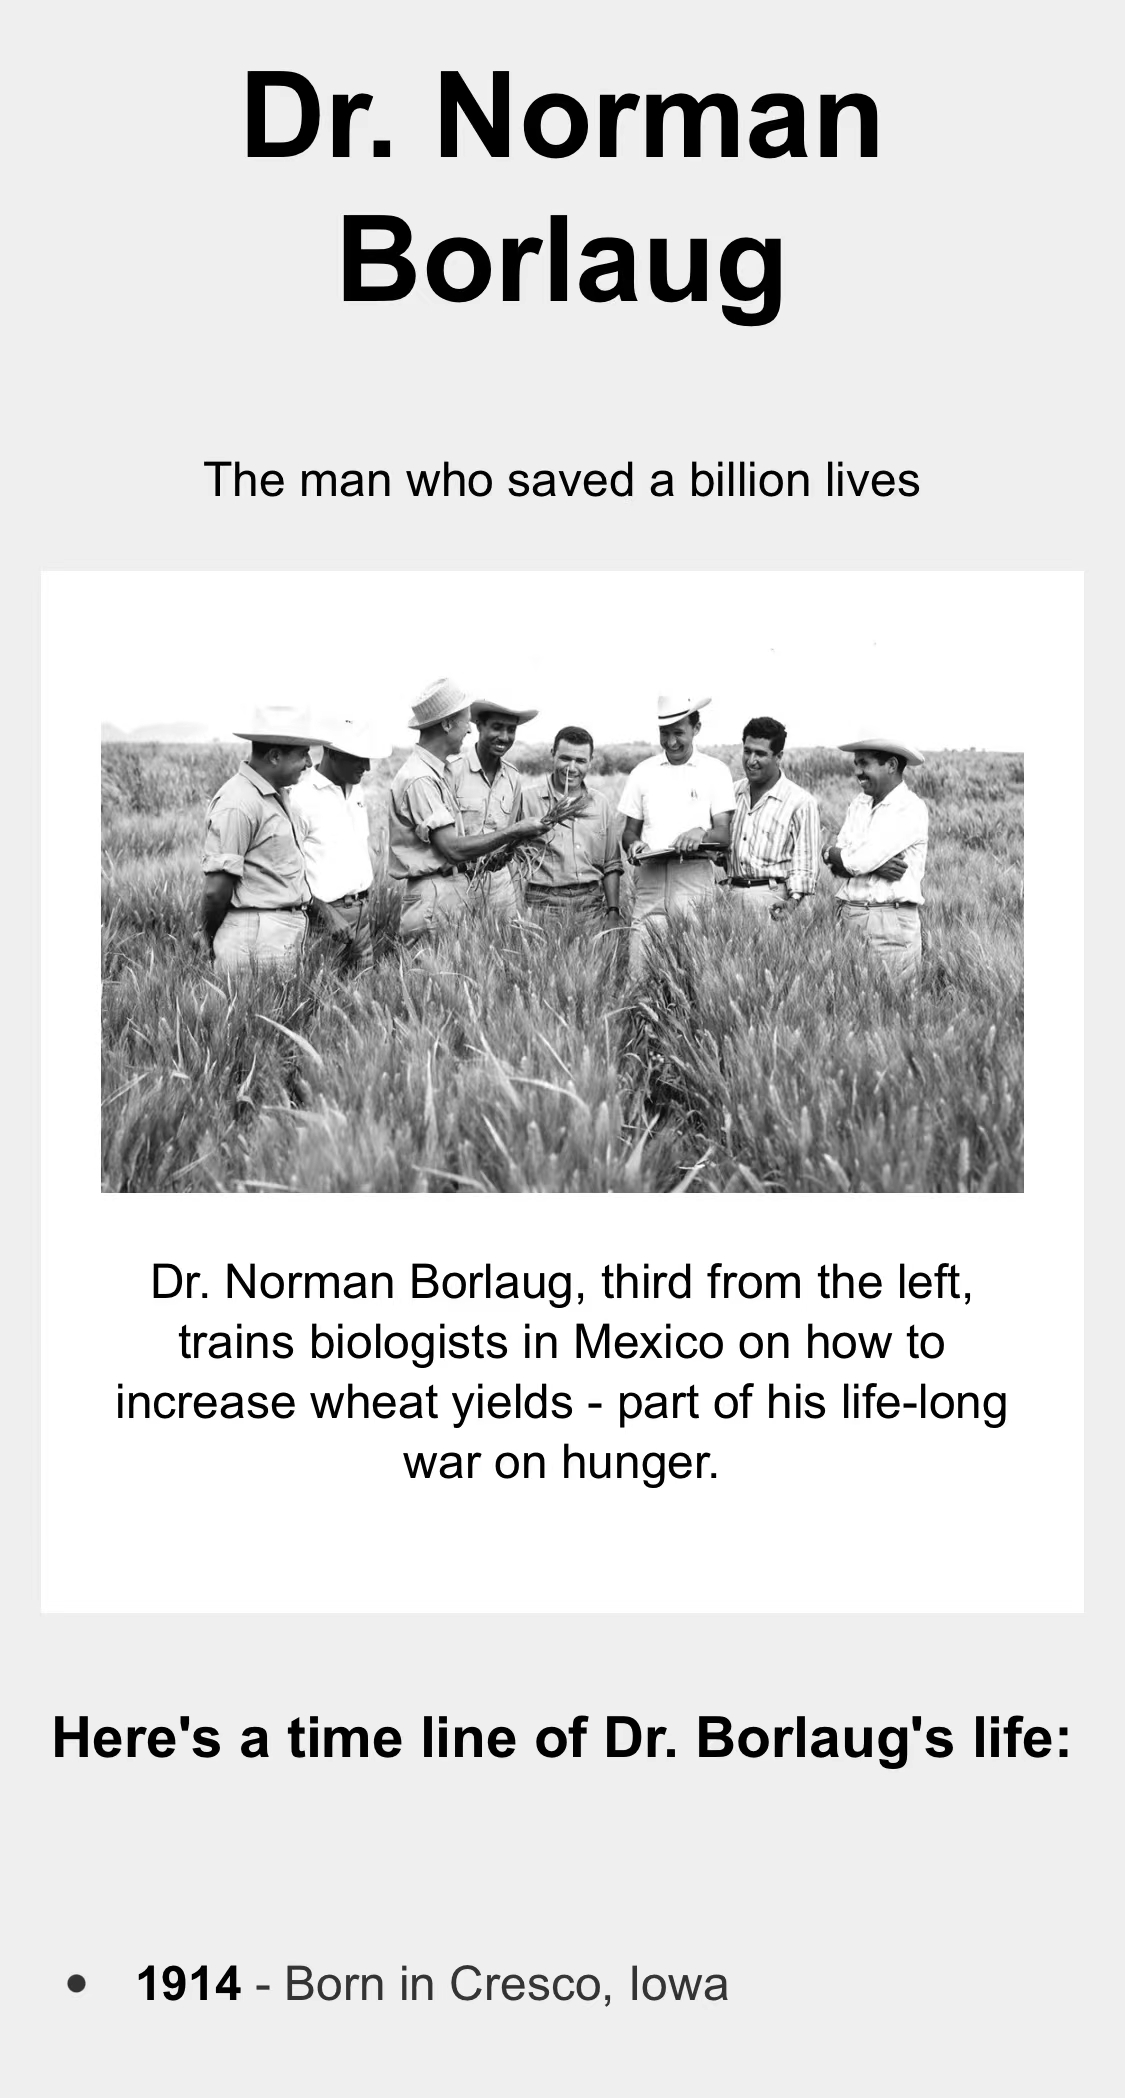 Dr. Norman
Borlaug
The man who saved a billion lives
Dr. Norman Borlaug, third from the left,
trains biologists in Mexico on how to
increase wheat yields - part of his life-long
war on hunger.
Here's a time line of Dr. Borlaug's life:
• 1914 - Born in Cresco, Iowa